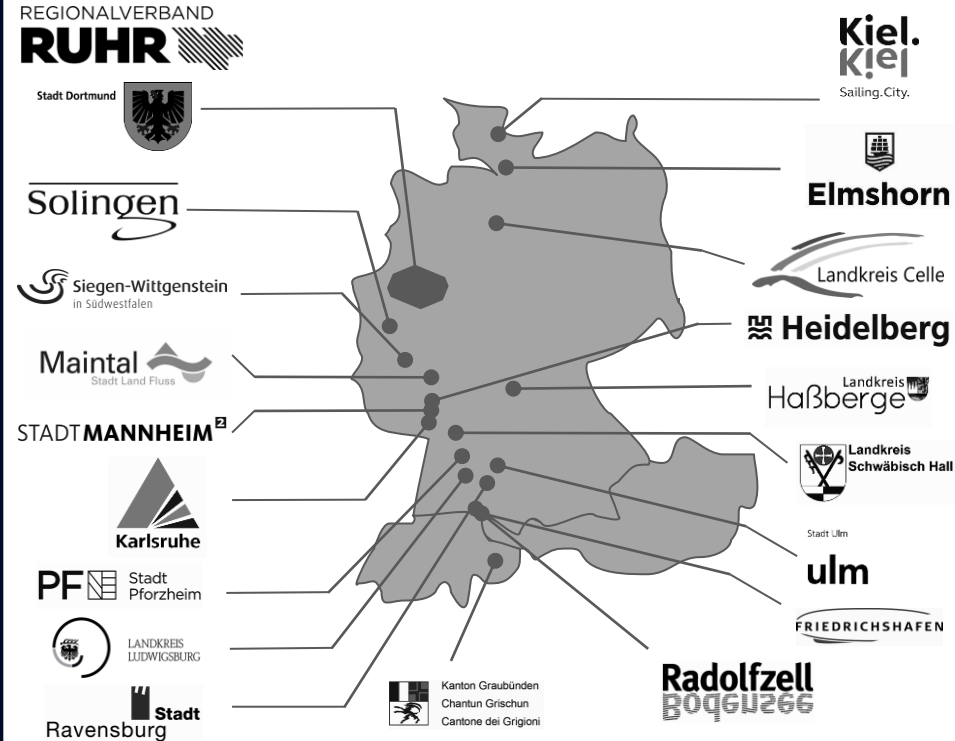 REGIONALVERBAND
RUHR
Stadt Dortmund
Solingen
Siegen-Wittgenstein
in Südwestfalen
Maintal
Stadt Land Fluss
STADTMANNHEIM²
Karlsruhe
PF Stadt
Pforzheim
LANDKREIS
LUDWIGSBURG
Stadt
Ravensburg
Kiel.
Kiel
Sailing.City.
Elmshorn
Landkreis Celle
Heidelberg
Landkreis
Haßberge
Landkreis
Schwäbisch Hall
Stadt Ulm
ulm
FRIEDRICHSHAFEN
Radolfzell
Bodensee
Kanton Graubünden
Chantun Grischun
Cantone dei Grigioni